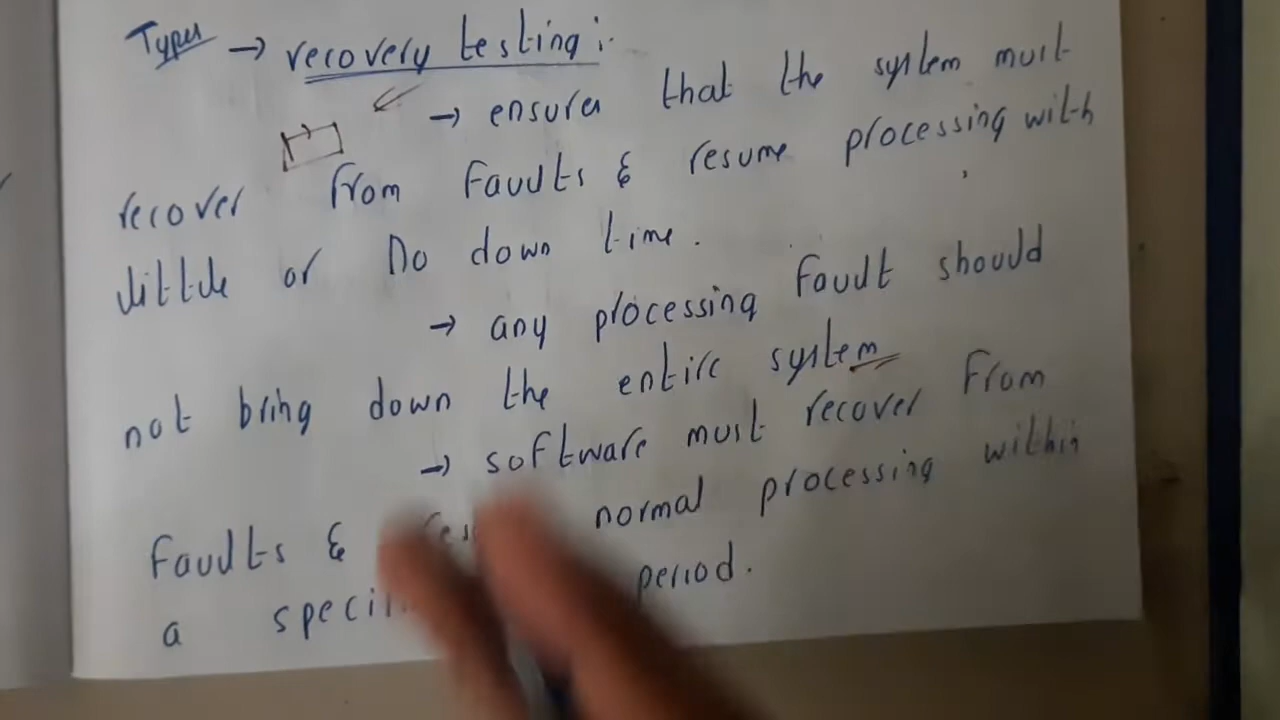 Types → recovery testing :-
→ ensures that the system must
recover from faults & resume processing with
little or no down time.
→ any processing fault should
not bring down the entire system
→ software must recover from
faults & normal processing within
a period.